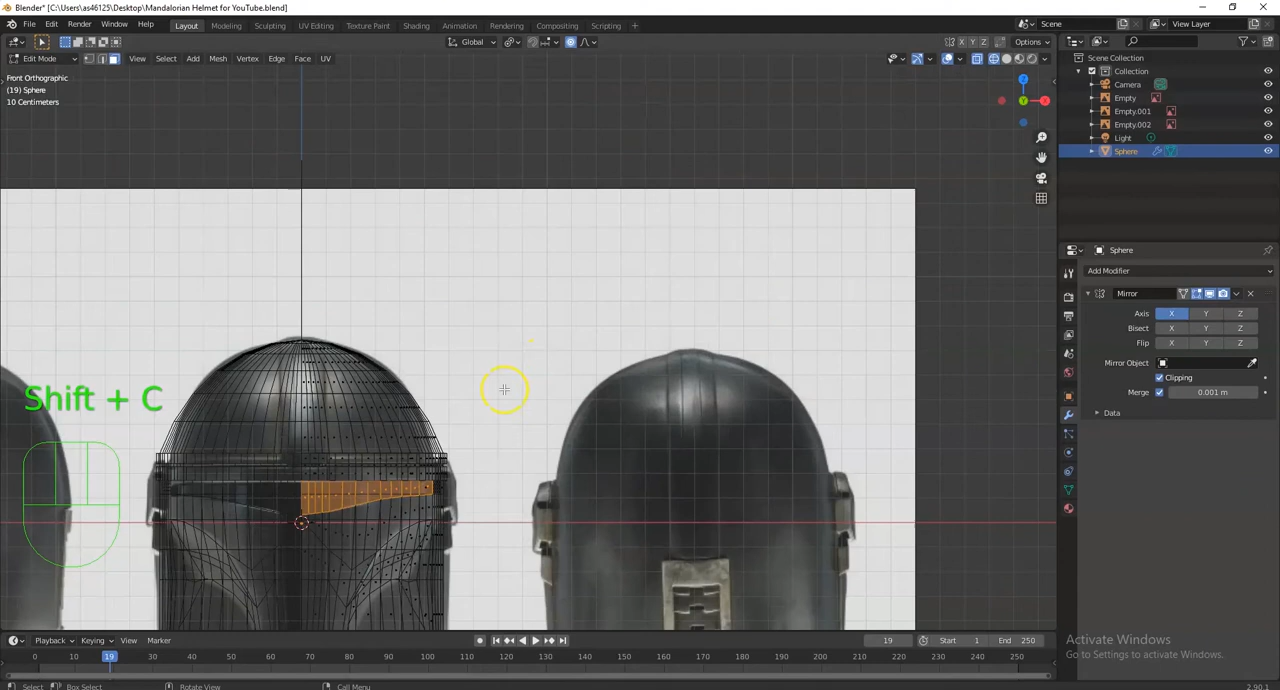 Blender* [C:\Users\as46125\Desktop\Mandalorian Helmet for YouTube.blend]
File Edit Render Window Help Layout Modeling Sculpting UV Editing Texture Paint Shading Animation Rendering Compositing Scripting + Scene View Layer
Global X Y Z Options
Edit Mode View Select Add Mesh Vertex Edge Face UV
Front Orthographic
(19) Sphere
10 Centimeters
Scene Collection
Collection
Camera
Empty
Empty.001
Empty.002
Light
Sphere
Z
Y
X
Sphere
Add Modifier
Mirror
Axis X Y Z
Bisect X Y Z
Flip X Y Z
Mirror Object
Clipping
Merge 0.001 m
Data
Shift + C
Playback Keying View Marker 19 Start 1 End 250
0 10 19 30 40 50 60 70 80 90 100 110 120 130 140 150 160 170 180 190 200 210 220 230 240 250
Activate Windows
Go to Settings to activate Windows.
Select Box Select Rotate View Call Menu 2.90.1